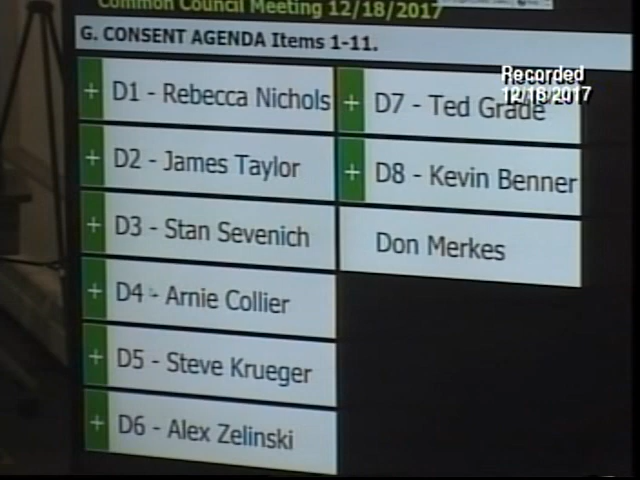 Common Council Meeting 12/18/2017
G. CONSENT AGENDA Items 1-11.
Recorded
12/18/2017
+ D1 - Rebecca Nichols
+ D2 - James Taylor
+ D3 - Stan Sevenich
+ D4 - Arnie Collier
+ D5 - Steve Krueger
+ D6 - Alex Zelinski
+ D7 - Ted Grade
+ D8 - Kevin Benner
Don Merkes